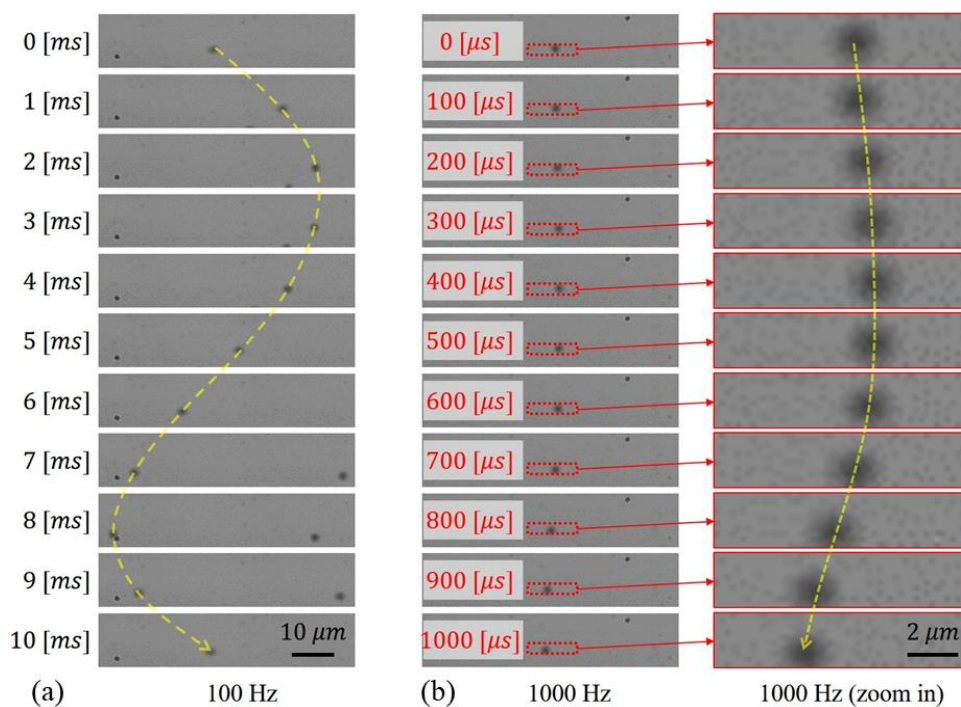 0 [ms]
1 [ms]
2 [ms]
3 [ms]
4 [ms]
5 [ms]
6 [ms]
7 [ms]
8 [ms]
9 [ms]
10 [ms]
10 μm
(a)
100 Hz
0 [μs]
100 [μs]
200 [μs]
300 [μs]
400 [μs]
500 [μs]
600 [μs]
700 [μs]
800 [μs]
900 [μs]
1000 [μs]
2 μm
(b)
1000 Hz
1000 Hz (zoom in)